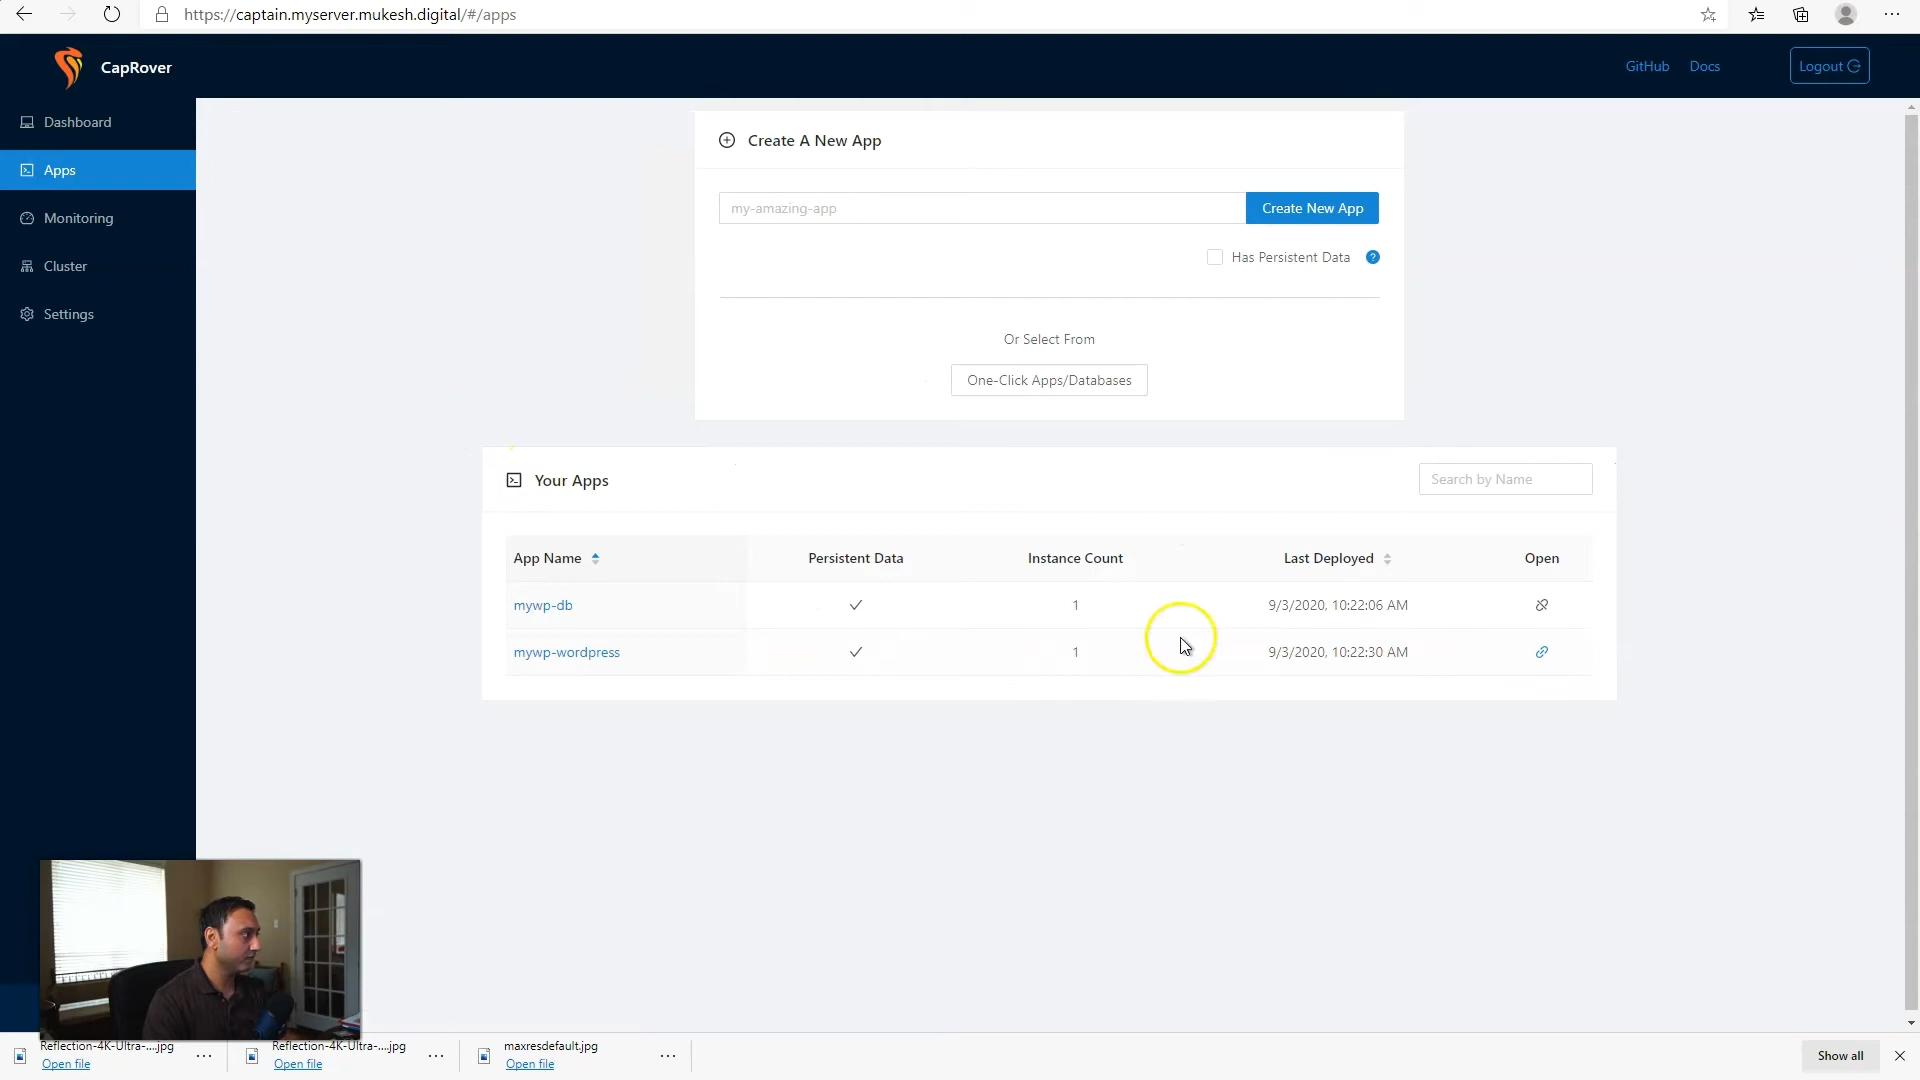 https://captain.myserver.mukesh.digital/#/apps
CapRover
GitHub
Docs
Logout
Dashboard
Apps
Monitoring
Cluster
Settings
Create A New App
my-amazing-app
Create New App
Has Persistent Data
?
Or Select From
One-Click Apps/Databases
Your Apps
Search by Name
App Name Persistent Data Instance Count Last Deployed Open
mywp-db 1 9/3/2020, 10:22:06 AM
mywp-wordpress 1 9/3/2020, 10:22:30 AM
Reflection-4K-Ultra-....jpg
Open file
Reflection-4K-Ultra-....jpg
Open file
maxresdefault.jpg
Open file
Show all